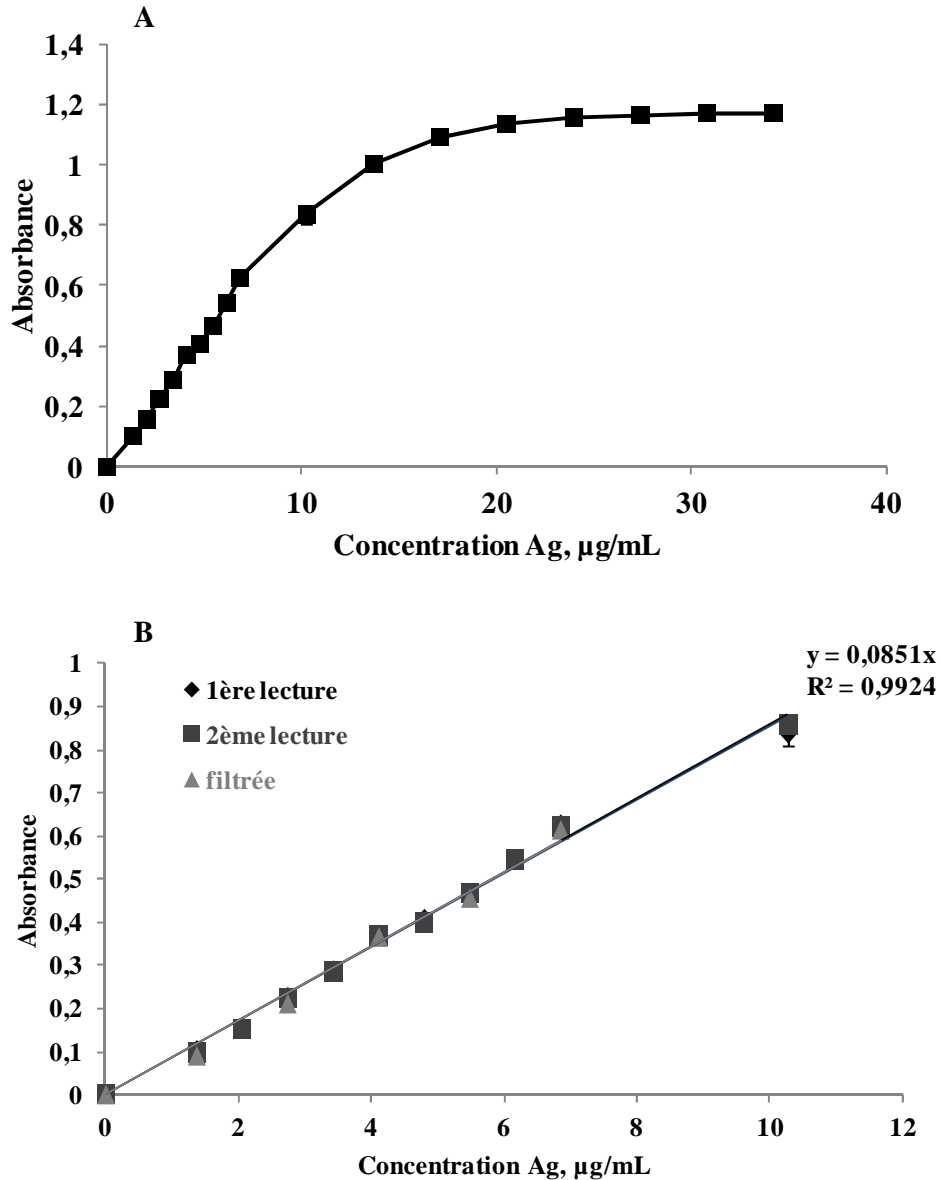 A
1,4
1,2
1
0,8
0,6
0,4
0,2
0
Absorbance
0 10 20 30 40
Concentration Ag, µg/mL
B
y = 0,0851x
R² = 0,9924
1
0,9
0,8
0,7
0,6
0,5
0,4
0,3
0,2
0,1
0
1ère lecture
2ème lecture
filtrée
Absorbance
0 2 4 6 8 10 12
Concentration Ag, µg/mL